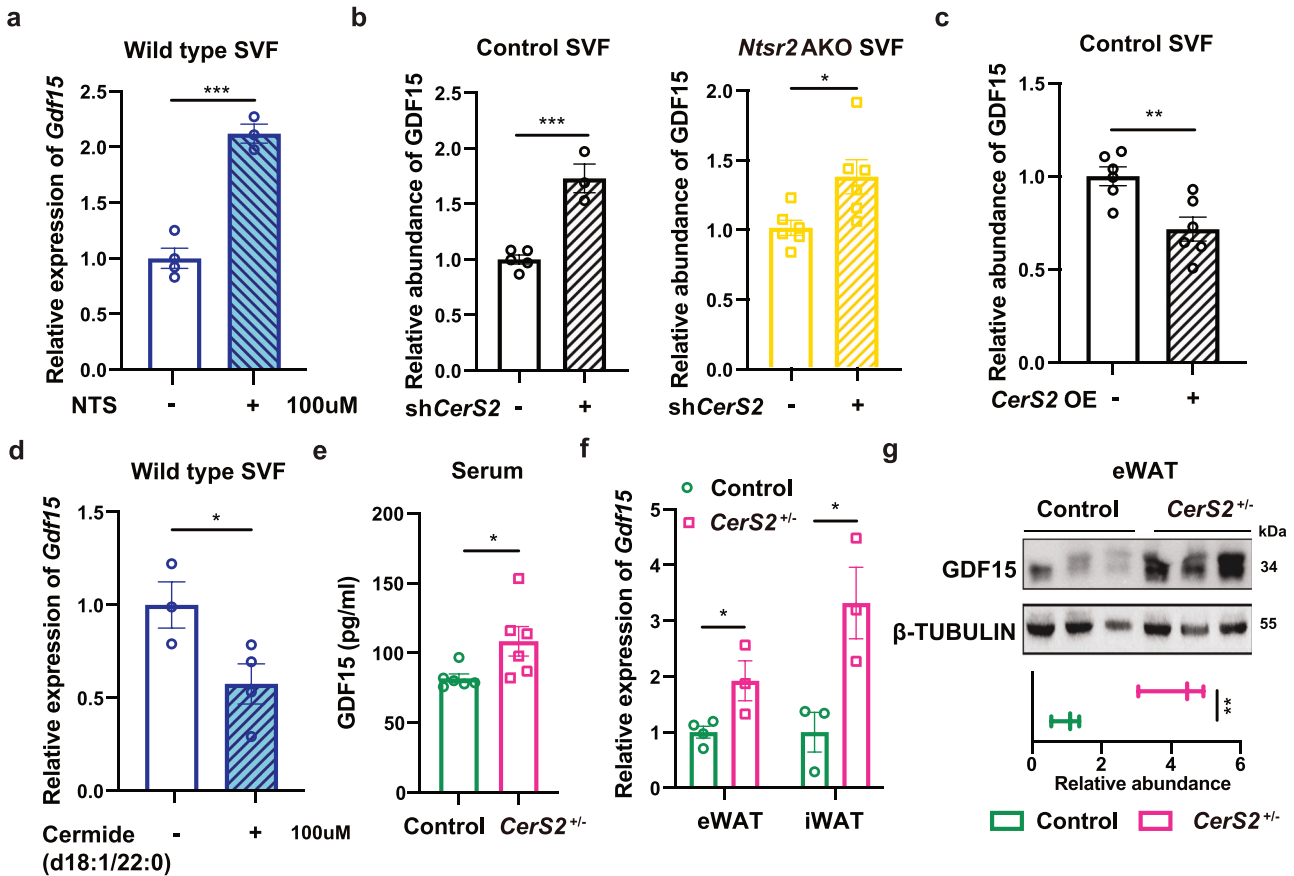 a
Wild type SVF
Relative expression of Gdf15
2.5
2.0
1.5
1.0
0.5
0.0
***
NTS - + 100uM
b
Control SVF
Relative abundance of GDF15
2.5
2.0
1.5
1.0
0.5
0.0
***
shCerS2 - +
Ntsr2 AKO SVF
Relative abundance of GDF15
2.0
1.5
1.0
0.5
0.0
*
shCerS2 - +
c
Control SVF
Relative abundance of GDF15
1.5
1.0
0.5
0.0
**
CerS2 OE - +
d
Wild type SVF
Relative expression of Gdf15
1.5
1.0
0.5
0.0
*
Cermide - + 100uM
(d18:1/22:0)
e
Serum
GDF15 (pg/ml)
200
150
100
50
0
*
Control CerS2+/-
f
Control
CerS2+/-
Relative expression of Gdf15
5
4
3
2
1
0
*
*
eWAT iWAT
g
eWAT
Control CerS2+/-
kDa
GDF15 34
β-TUBULIN 55
**
0 2 4 6
Relative abundance
Control CerS2+/-